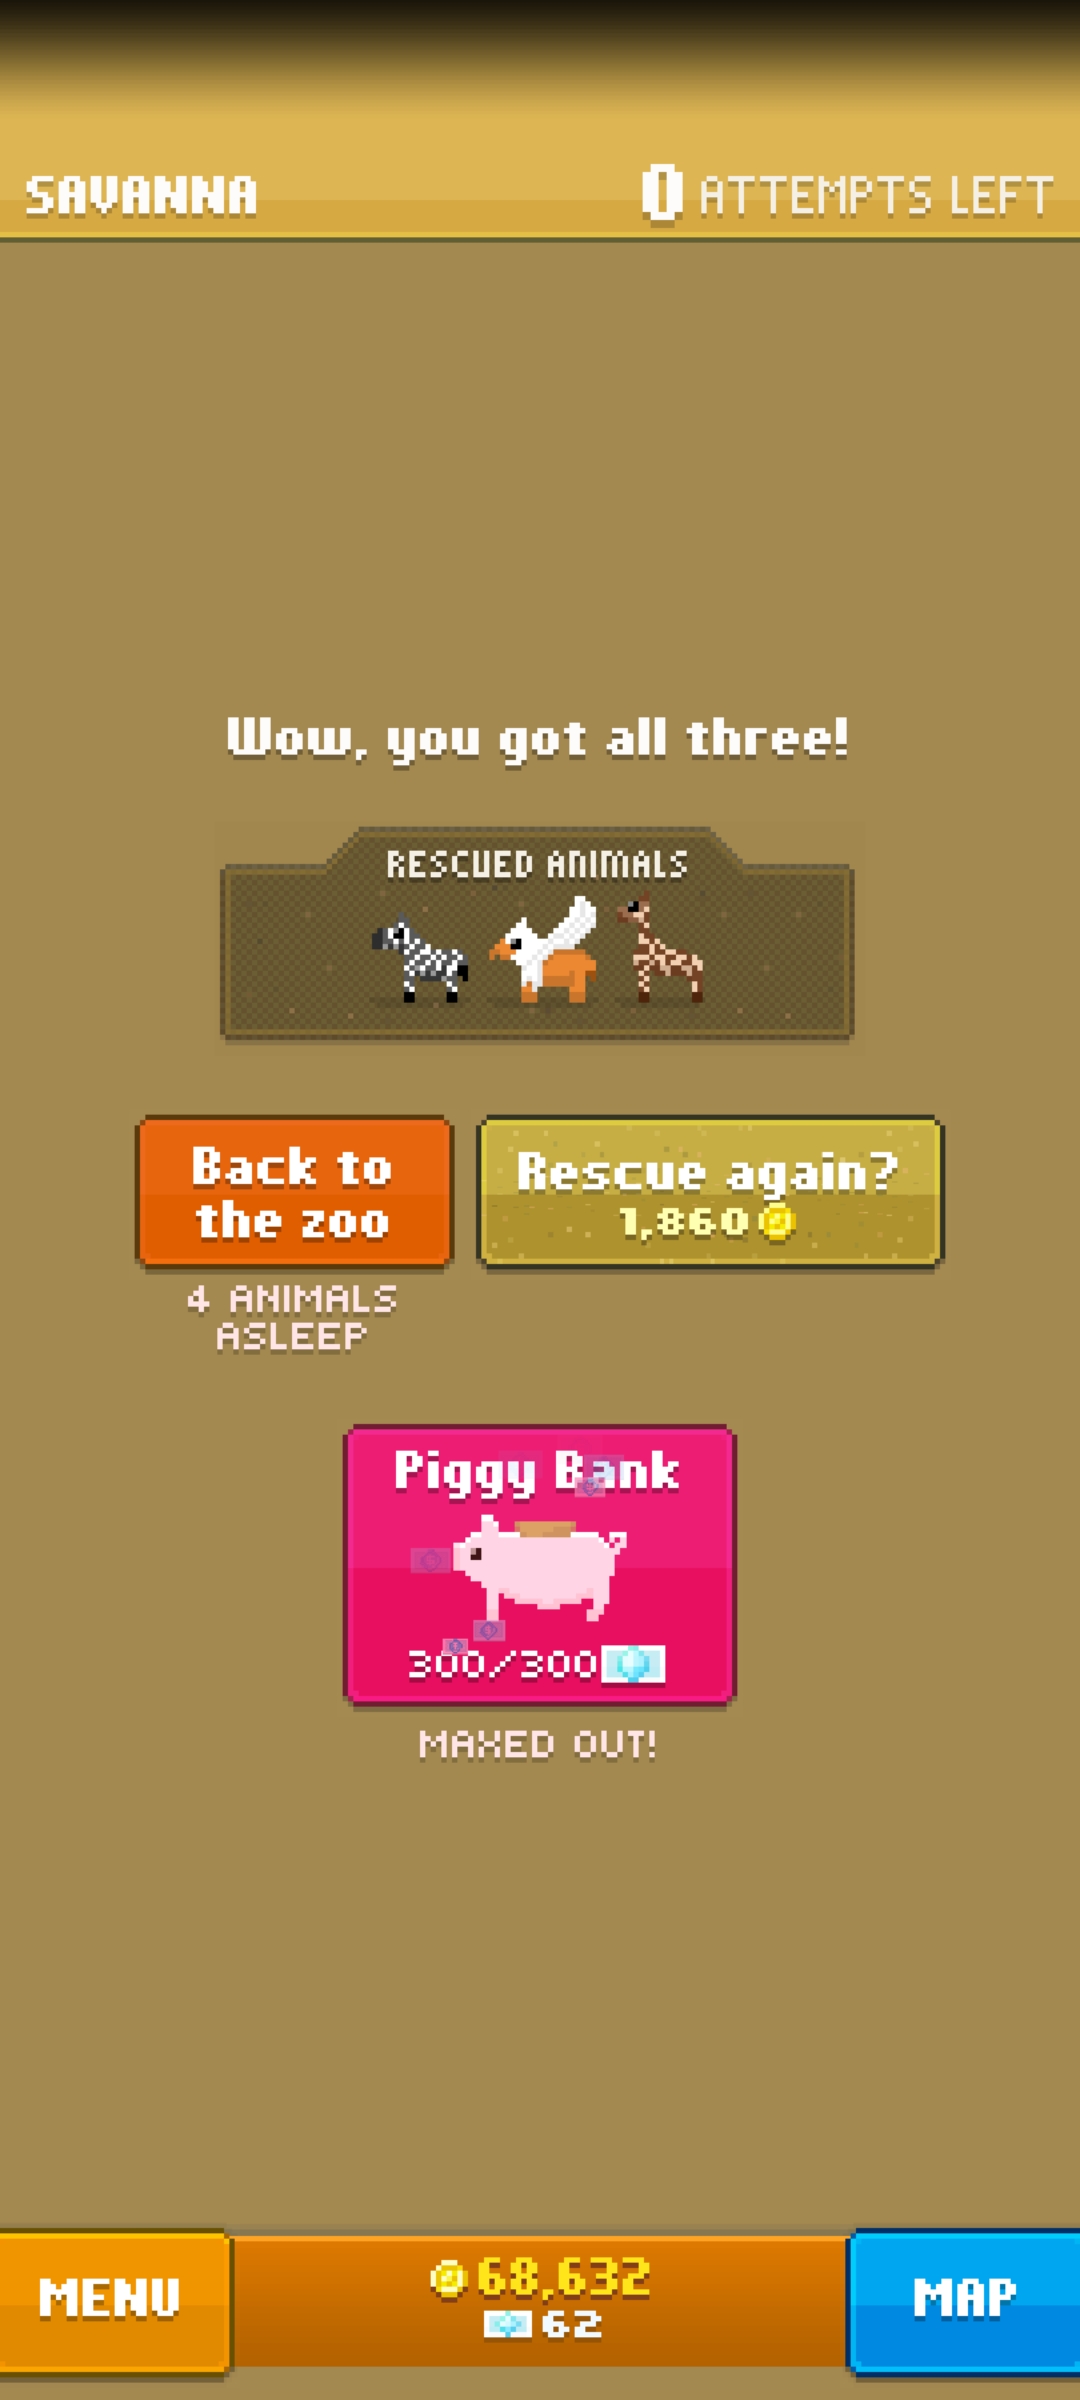 SAVANNA
0 ATTEMPTS LEFT
Wow, you got all three!
RESCUED ANIMALS
Back to
the zoo
Rescue again?
1,860
4 ANIMALS
ASLEEP
Piggy Bank
300/300
MAXED OUT!
MENU
68,632
62
MAP